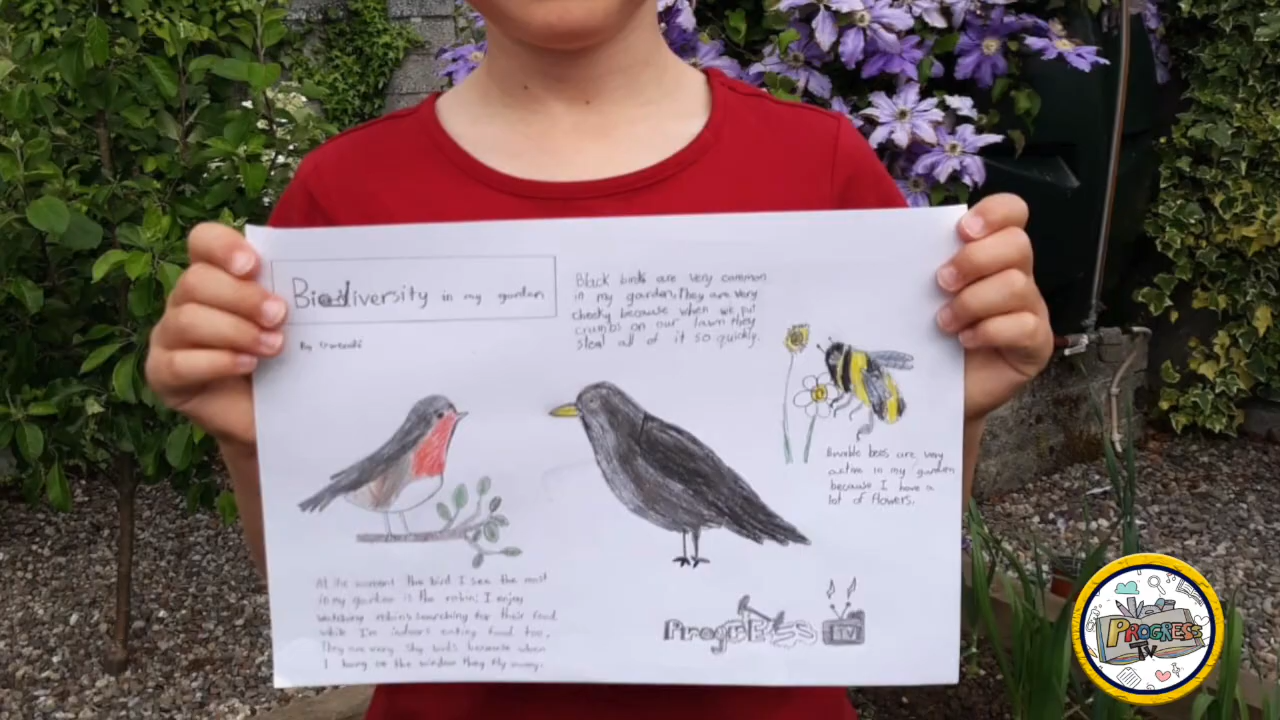 Biodiversity in my garden
By
Black birds are very common
in my garden. They are very
cheeky because when we put
crumbs on our lawn they
steal all of it so quickly.
Bumble bees are very
active in my garden
because I have a
lot of flowers.
At the moment the bird I see the most
in my garden is the robin. I enjoy
watching robins searching for their food
while I'm indoors eating food too.
They are very shy birds because when
I bang on the window they fly away.
ProgrESS
TV
PROGRESS
TV